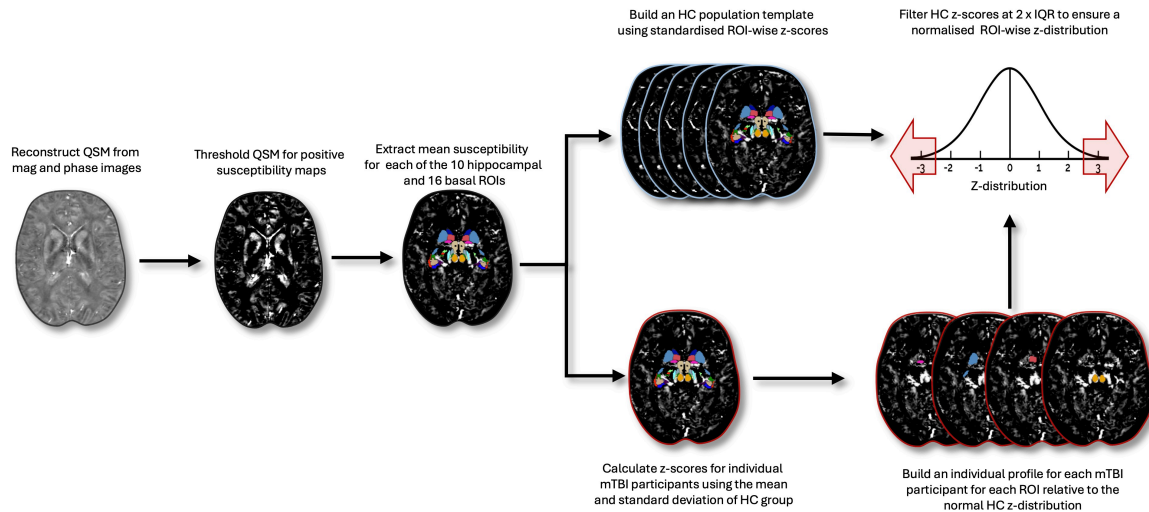 Reconstruct QSM from
mag and phase images
Threshold QSM for positive
susceptibility maps
Extract mean susceptibility
for each of the 10 hippocampal
and 16 basal ROIs
Build an HC population template
using standardised ROI-wise z-scores
Filter HC z-scores at 2 x IQR to ensure a
normalised ROI-wise z-distribution
-3 -2 -1 0 1 2 3
Z-distribution
Calculate z-scores for individual
mTBI participants using the mean
and standard deviation of HC group
Build an individual profile for each mTBI
participant for each ROI relative to the
normal HC z-distribution